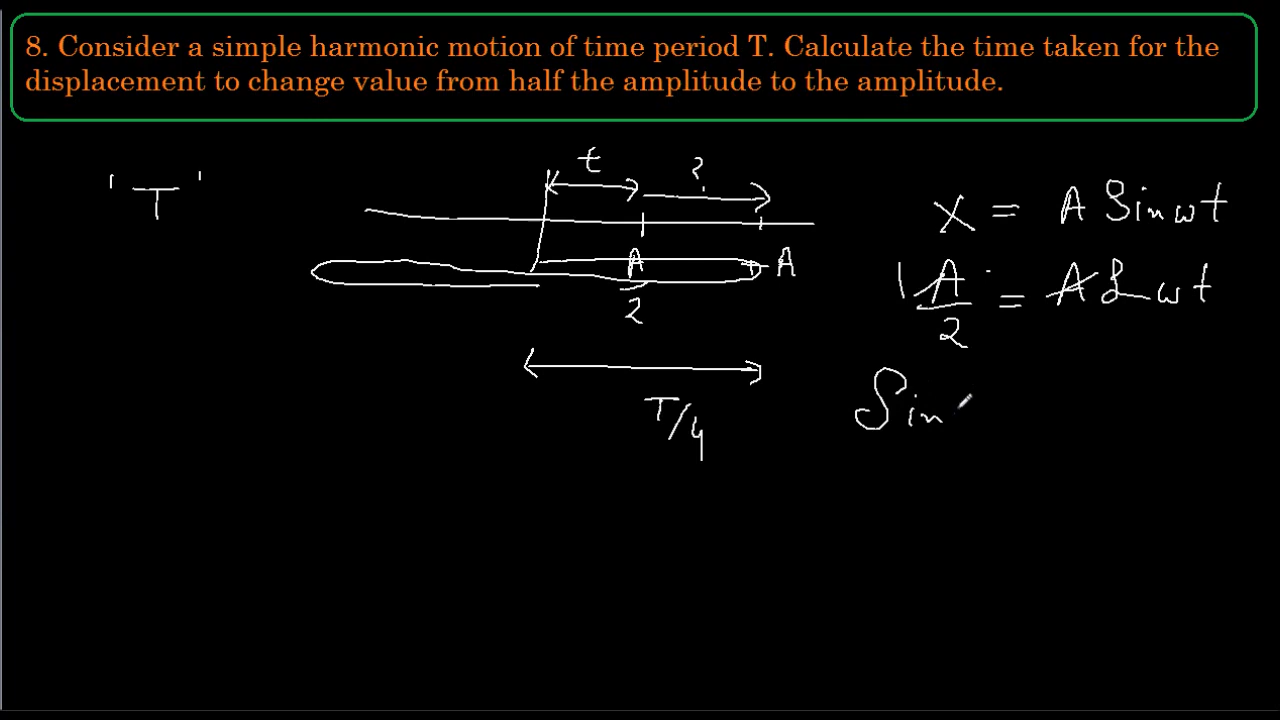 8. Consider a simple harmonic motion of time period T. Calculate the time taken for the
displacement to change value from half the amplitude to the amplitude.
'T'
t ?
A/2 A
T/4
x = A Sin ωt
1 A/2 = A S ωt
Sin